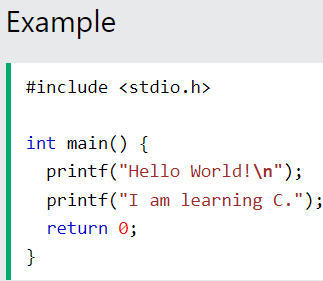 Example
#include <stdio.h>
int main() {
  printf("Hello World!\n");
  printf("I am learning C.");
  return 0;
}